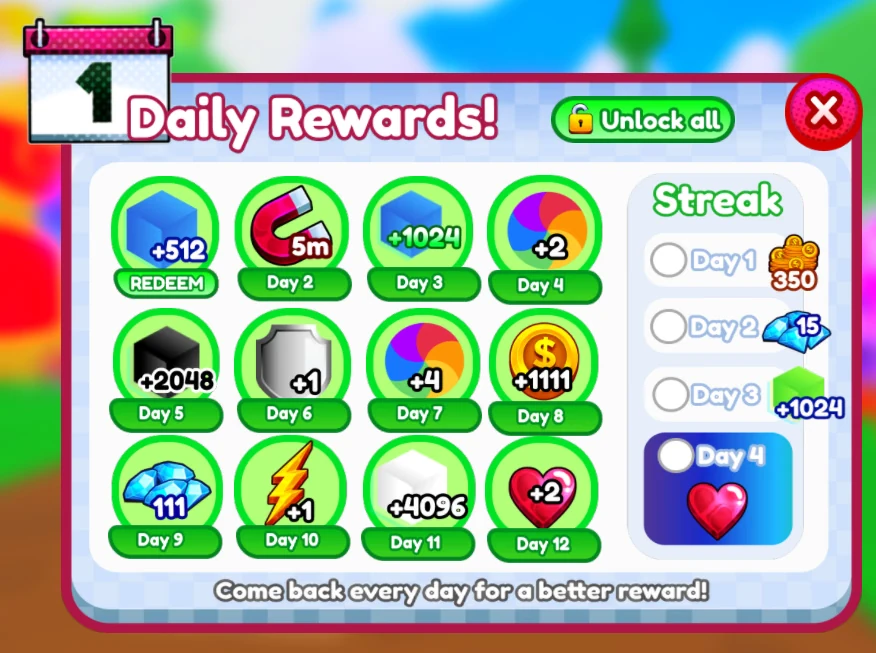 1
Daily Rewards!
Unlock all
+512
5m
+1024
+2
REDEEM
Day 2
Day 3
Day 4
+2048
+1
+4
+1111
Day 5
Day 6
Day 7
Day 8
111
+1
+4096
+2
Day 9
Day 10
Day 11
Day 12
Streak
Day 1
350
Day 2
15
Day 3
+1024
Day 4
Come back every day for a better reward!